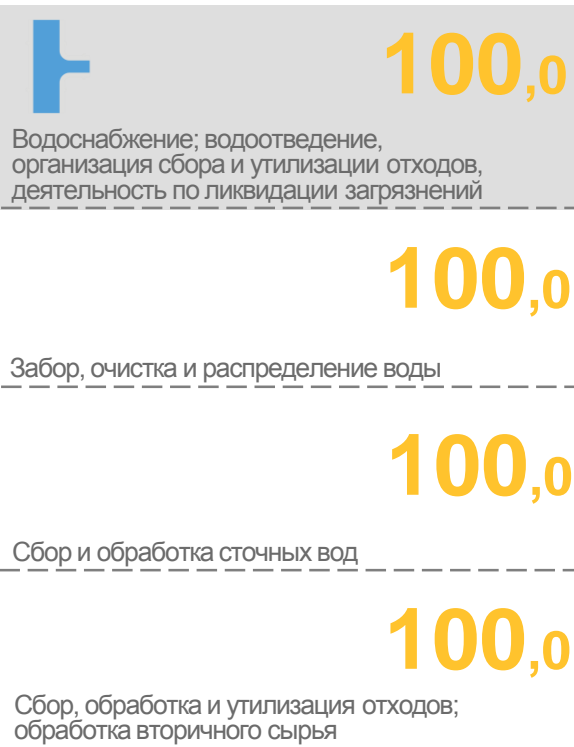 100,0
Водоснабжение; водоотведение,
организация сбора и утилизации отходов,
деятельность по ликвидации загрязнений
100,0
Забор, очистка и распределение воды
100,0
Сбор и обработка сточных вод
100,0
Сбор, обработка и утилизация отходов;
обработка вторичного сырья